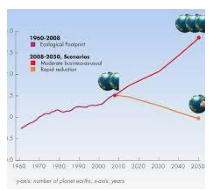 1960-2008
Ecological Footprint
2008-2050, Scenarios
Moderate business-as-usual
Rapid reduction
1960 1970 1980 1990 2000 2010 2020 2030 2040 2050
y-axis: number of planet earths, x-axis: years